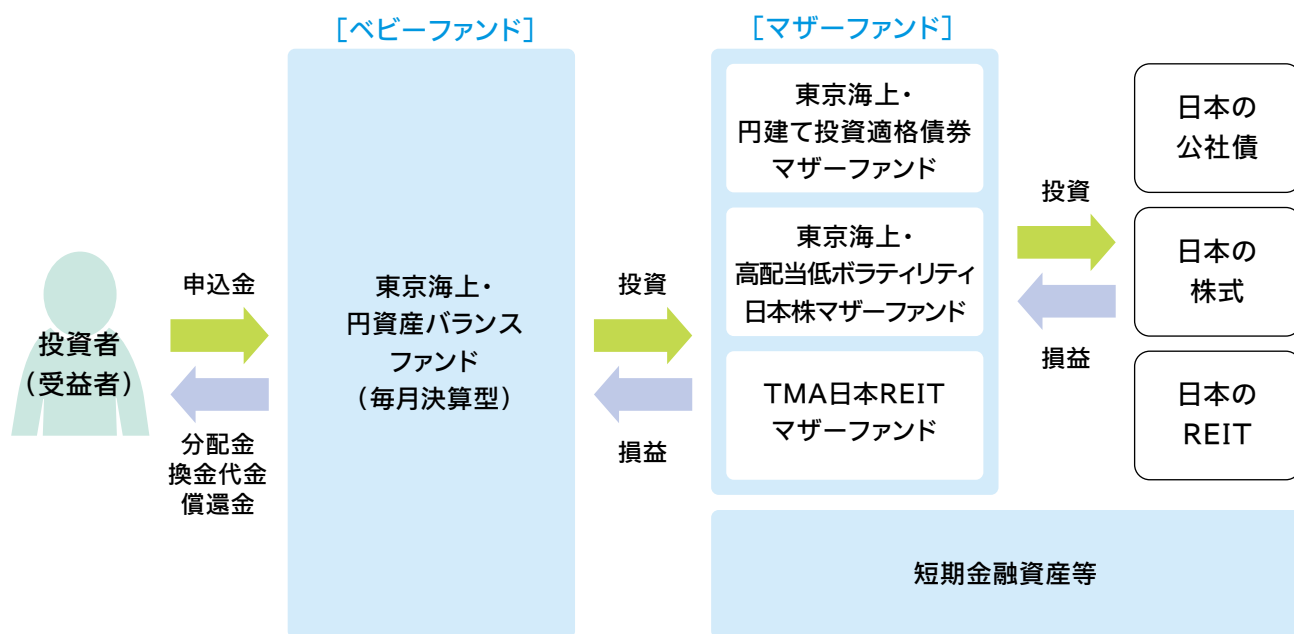 ［ベビーファンド］
［マザーファンド］
投資者
（受益者）
申込金
分配金
換金代金
償還金
東京海上・
円資産バランス
ファンド
（毎月決算型）
投資
損益
東京海上・
円建て投資適格債券
マザーファンド
東京海上・
高配当低ボラティリティ
日本株マザーファンド
TMA日本REIT
マザーファンド
投資
損益
日本の
公社債
日本の
株式
日本の
REIT
短期金融資産等